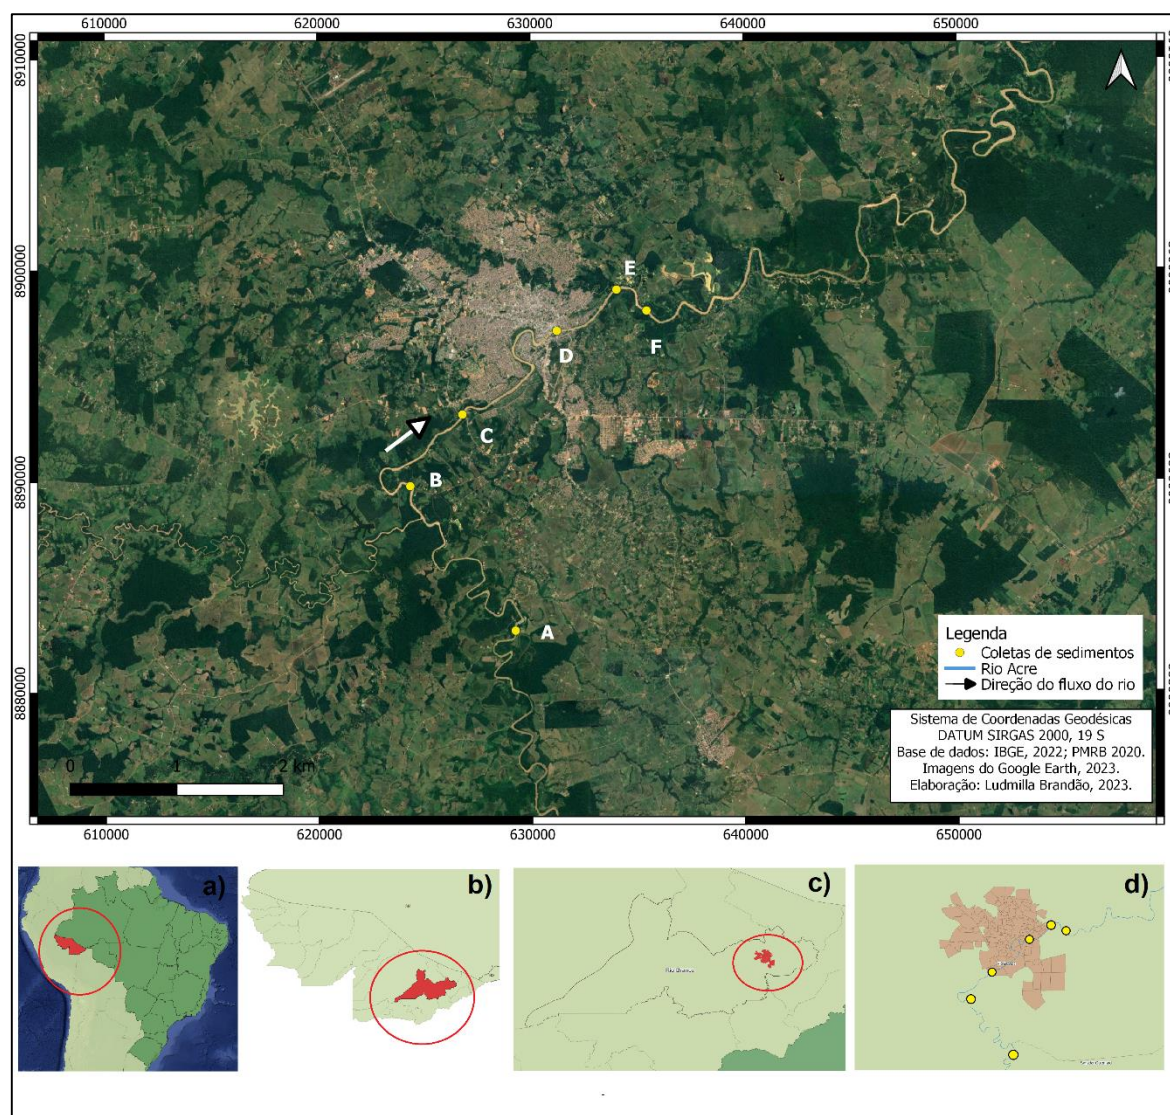 610000 620000 630000 640000 650000
8910000
8900000
8890000
8880000
E
F
D
C
B
A
Legenda
Coletas de sedimentos
Rio Acre
Direção do fluxo do rio
Sistema de Coordenadas Geodésicas
DATUM SIRGAS 2000, 19 S
Base de dados: IBGE, 2022; PMRB 2020.
Imagens do Google Earth, 2023.
Elaboração: Ludmilla Brandão, 2023.
0 1 2 km
610000 620000 630000 640000 650000
a)
b)
c)
d)
Rio Branco